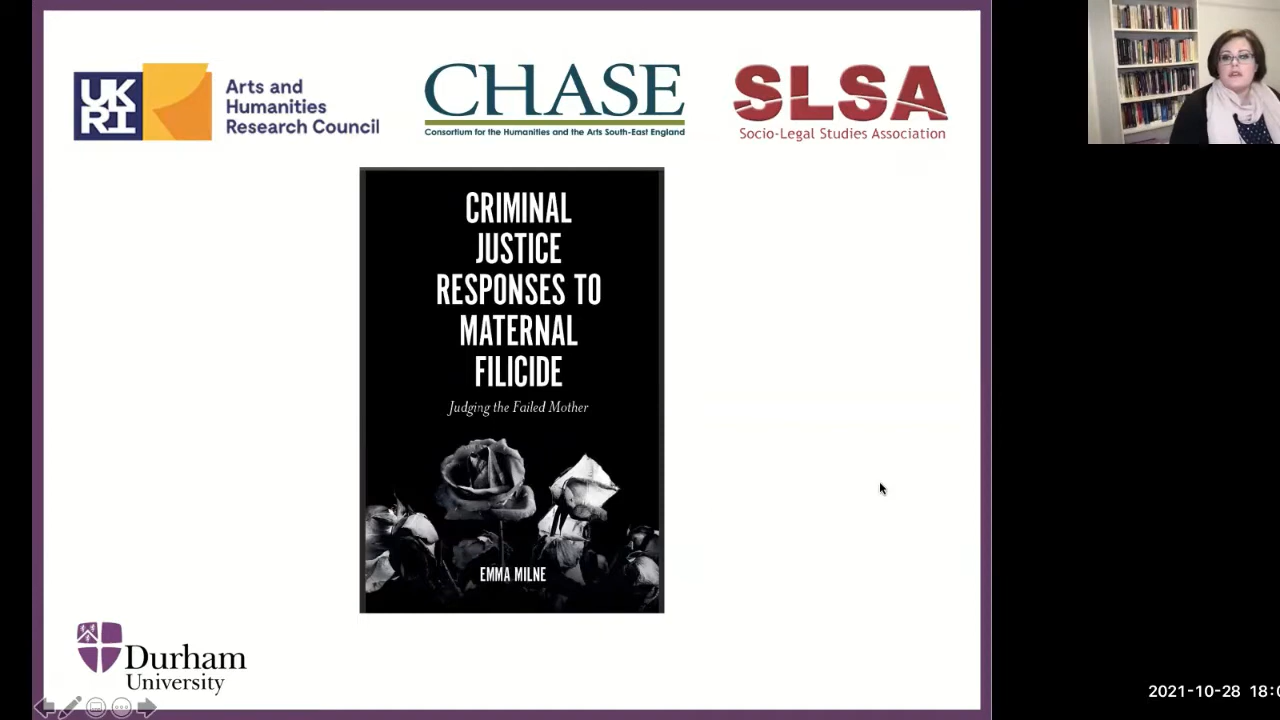 UK
RI
Arts and
Humanities
Research Council
CHASE
Consortium for the Humanities and the Arts South-East England
SLSA
Socio-Legal Studies Association
CRIMINAL
JUSTICE
RESPONSES TO
MATERNAL
FILICIDE
Judging the Failed Mother
EMMA MILNE
Durham
University
2021-10-28 18:0